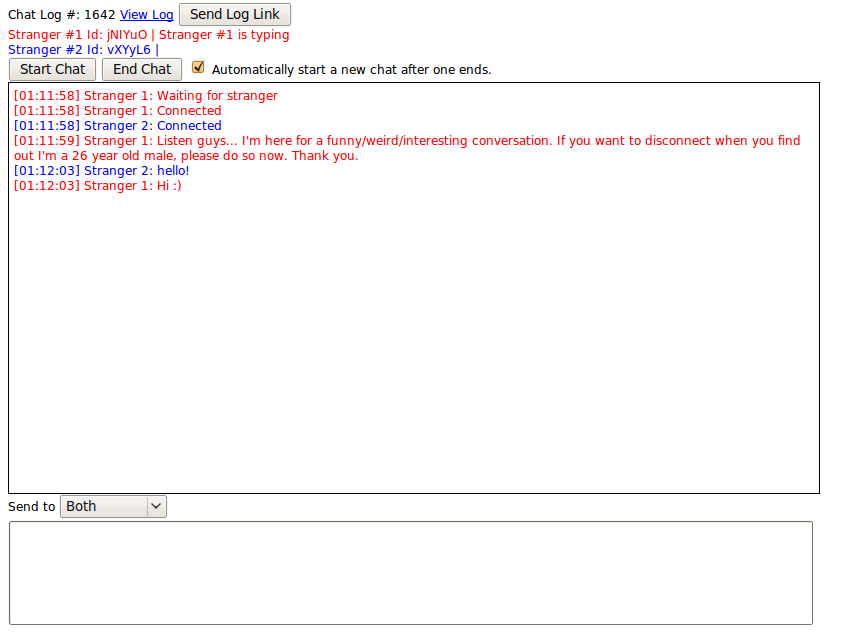 Chat Log #: 1642 View Log Send Log Link
Stranger #1 Id: jNIYuO | Stranger #1 is typing
Stranger #2 Id: vXYyL6 |
Start Chat End Chat Automatically start a new chat after one ends.
[01:11:58] Stranger 1: Waiting for stranger
[01:11:58] Stranger 1: Connected
[01:11:58] Stranger 2: Connected
[01:11:59] Stranger 1: Listen guys... I'm here for a funny/weird/interesting conversation. If you want to disconnect when you find
out I'm a 26 year old male, please do so now. Thank you.
[01:12:03] Stranger 2: hello!
[01:12:03] Stranger 1: Hi :)
Send to Both